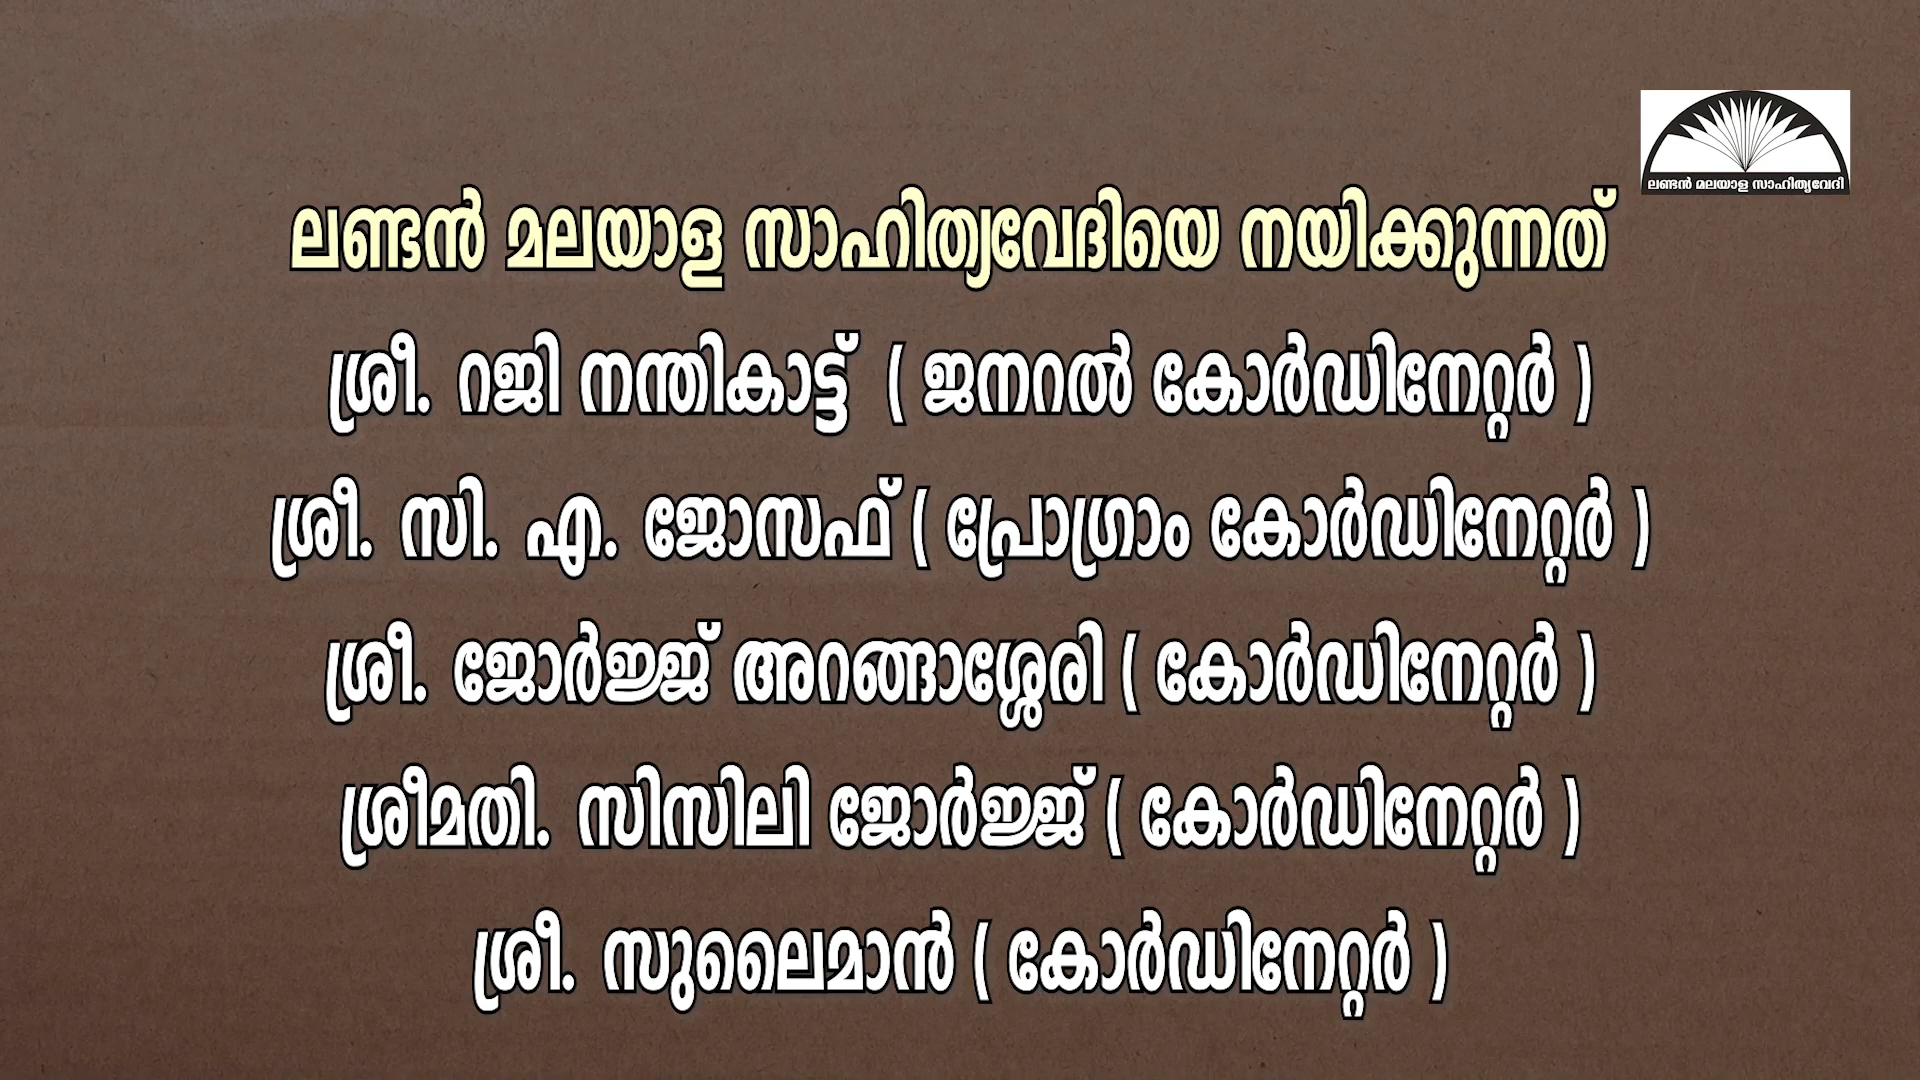 ലണ്ടൻ മലയാള സാഹിത്യവേദി
ലണ്ടൻ മലയാള സാഹിത്യവേദിയെ നയിക്കുന്നത്
ശ്രീ. റജി നന്തികാട്ട് ( ജനറൽ കോർഡിനേറ്റർ )
ശ്രീ. സി. എ. ജോസഫ് ( പ്രോഗ്രാം കോർഡിനേറ്റർ )
ശ്രീ. ജോർജ്ജ് അറങ്ങാശ്ശേരി ( കോർഡിനേറ്റർ )
ശ്രീമതി. സിസിലി ജോർജ്ജ് ( കോർഡിനേറ്റർ )
ശ്രീ. സുലൈമാൻ ( കോർഡിനേറ്റർ )